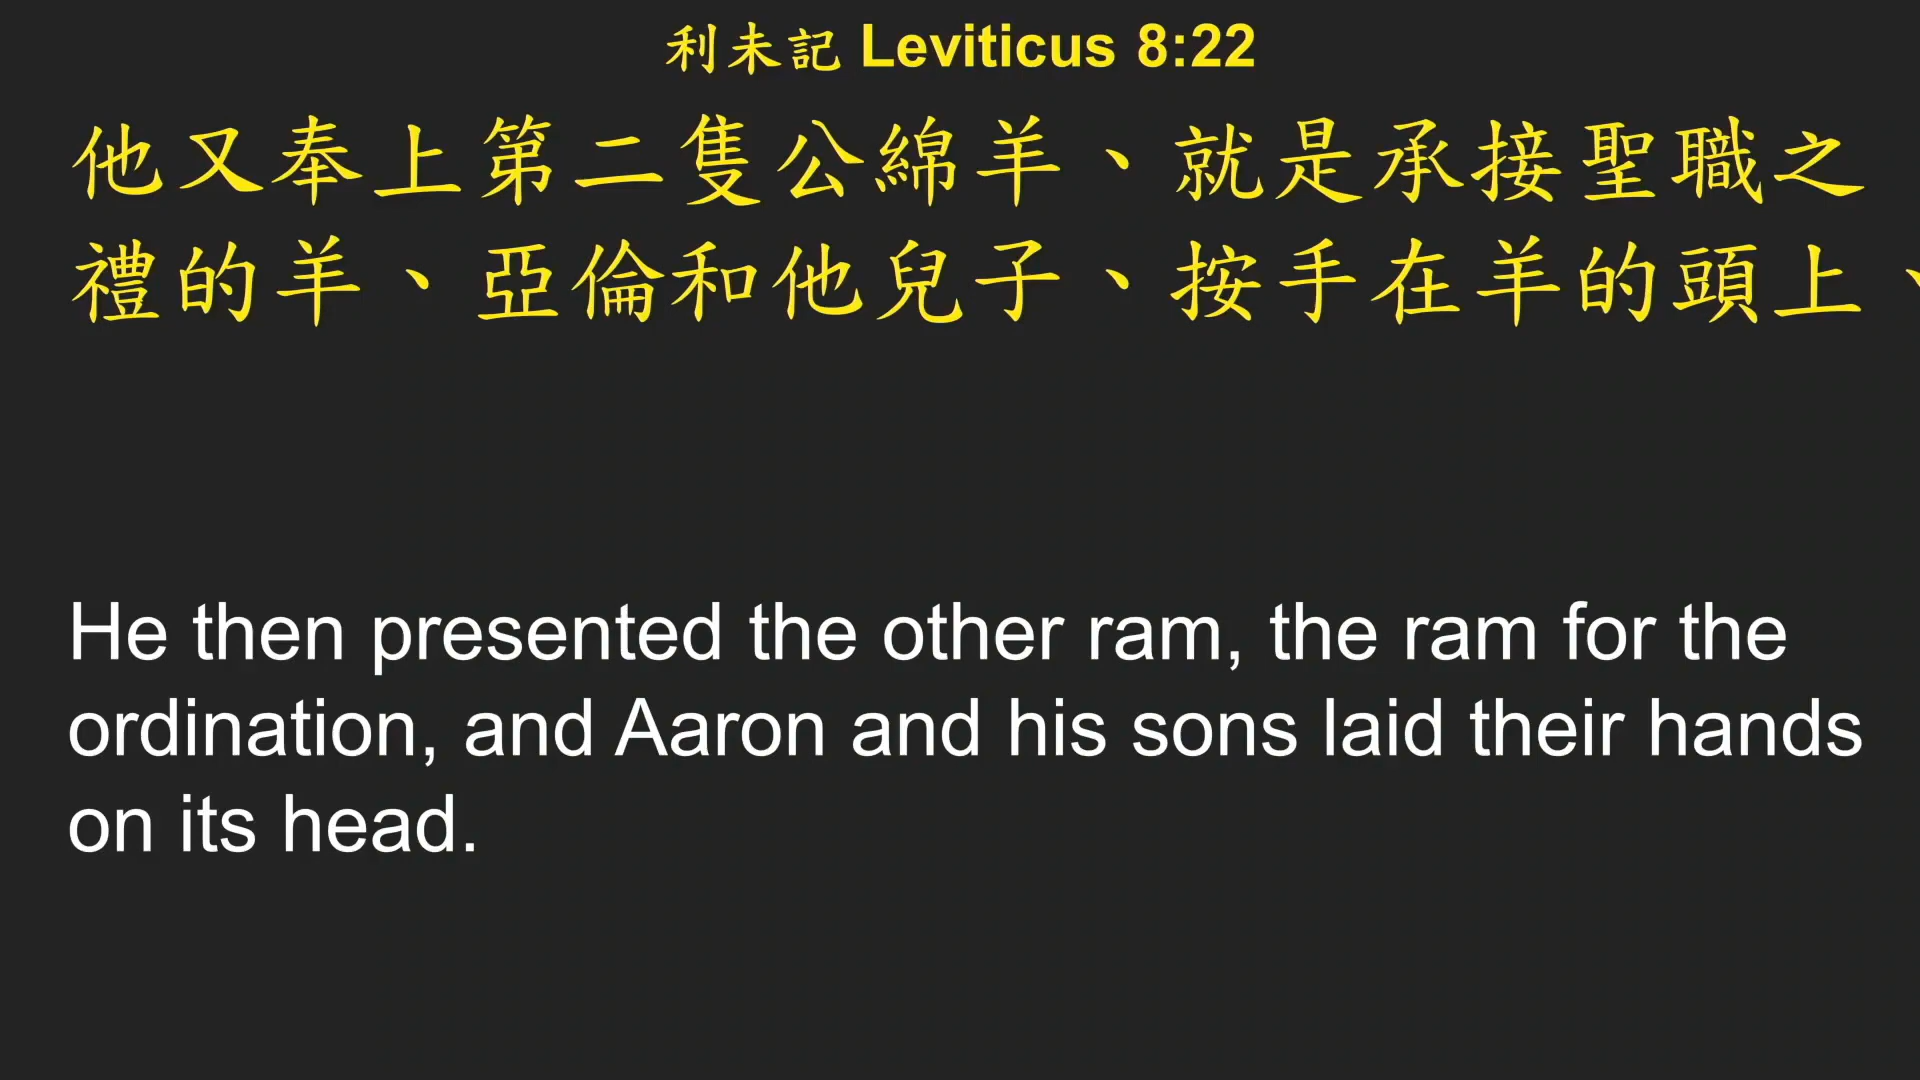 利未記 Leviticus 8:22
他又奉上第二隻公綿羊、就是承接聖職之
禮的羊、亞倫和他兒子、按手在羊的頭上、
He then presented the other ram, the ram for the
ordination, and Aaron and his sons laid their hands
on its head.